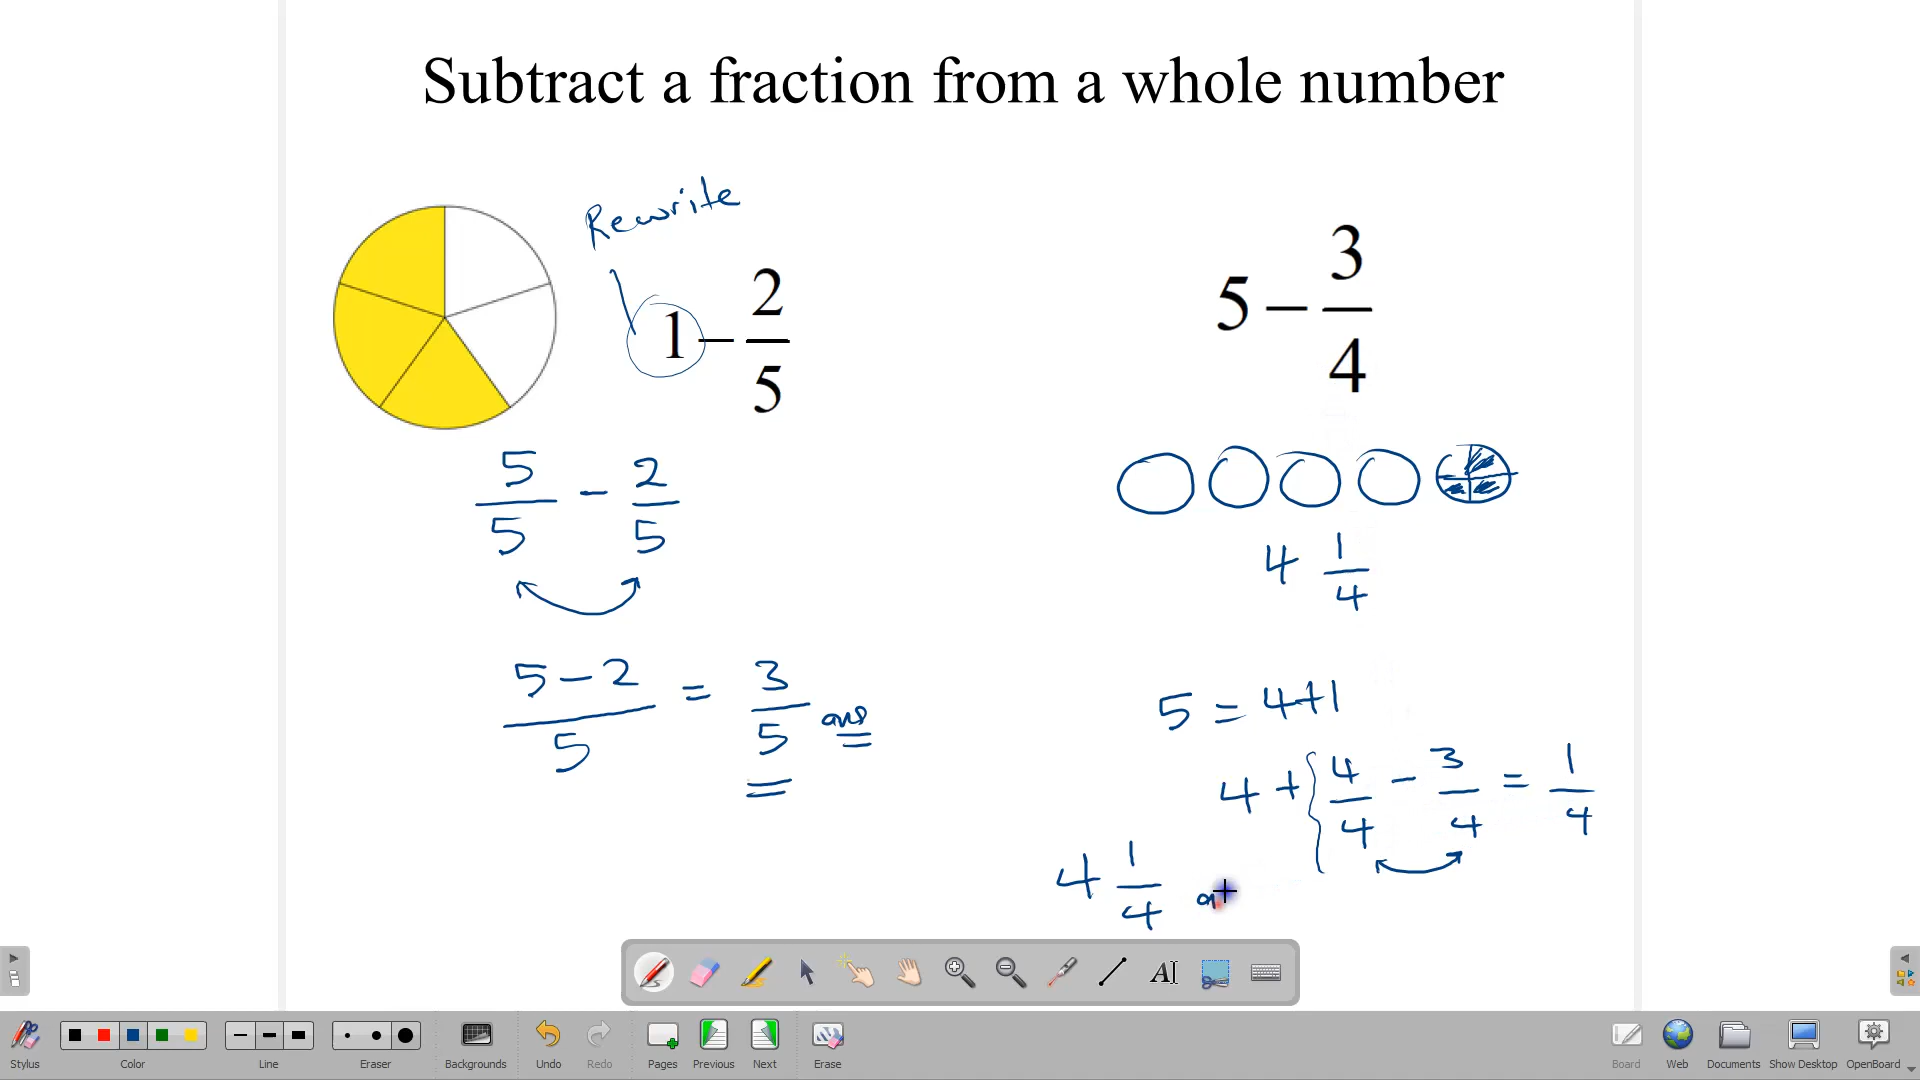 Subtract a fraction from a whole number
Rewrite
1 - 2/5
5/5 - 2/5
(5-2)/5 = 3/5 ans
5 - 3/4
4 1/4
5 = 4+1
4 + { 4/4 - 3/4 = 1/4
4 1/4
Stylus
Color
Line
Eraser
Backgrounds
Undo
Redo
Pages
Previous
Next
Erase
Board
Web
Documents
Show Desktop
OpenBoard
AI